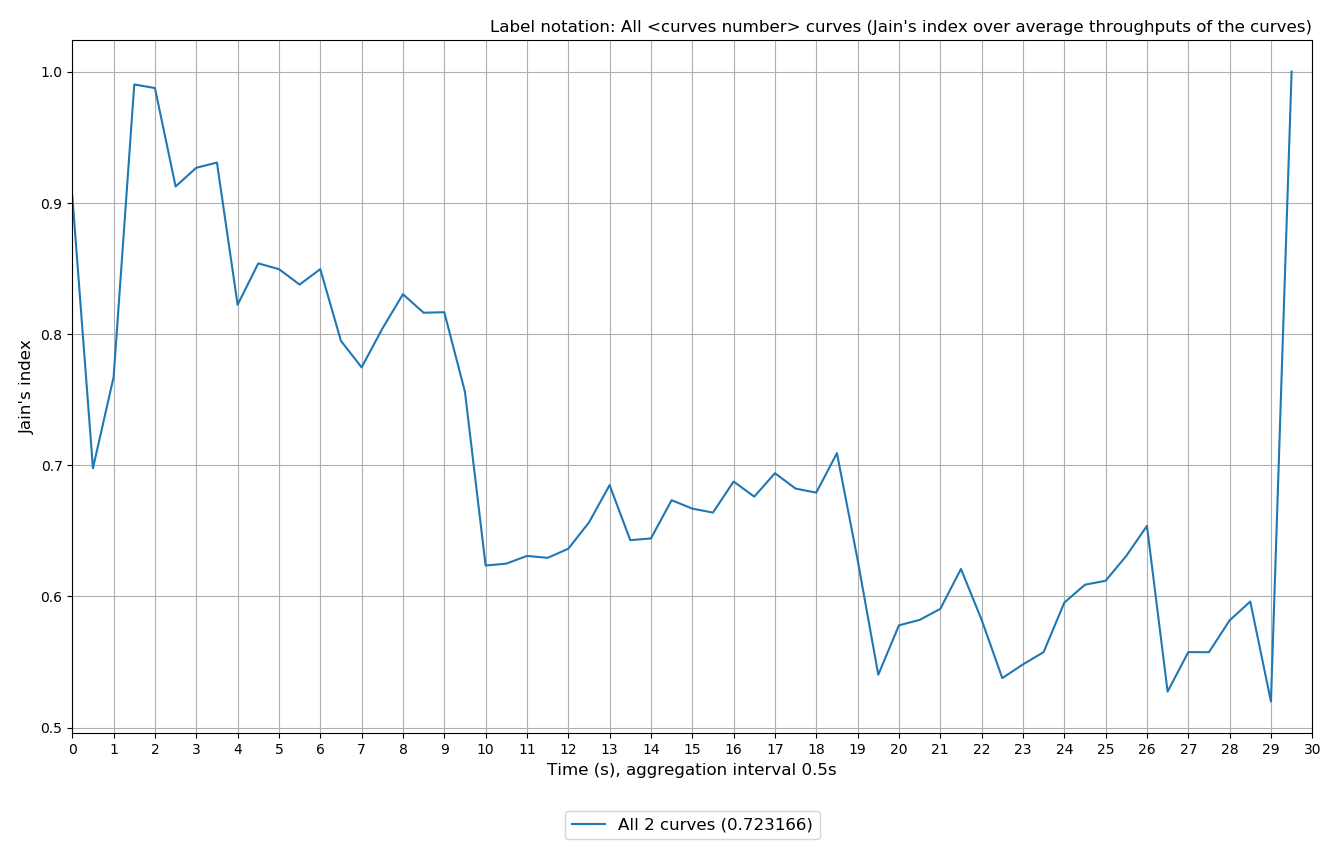 Label notation: All <curves number> curves (Jain's index over average throughputs of the curves)
1.0
0.9
0.8
0.7
0.6
0.5
Jain's index
0 1 2 3 4 5 6 7 8 9 10 11 12 13 14 15 16 17 18 19 20 21 22 23 24 25 26 27 28 29 30
Time (s), aggregation interval 0.5s
All 2 curves (0.723166)